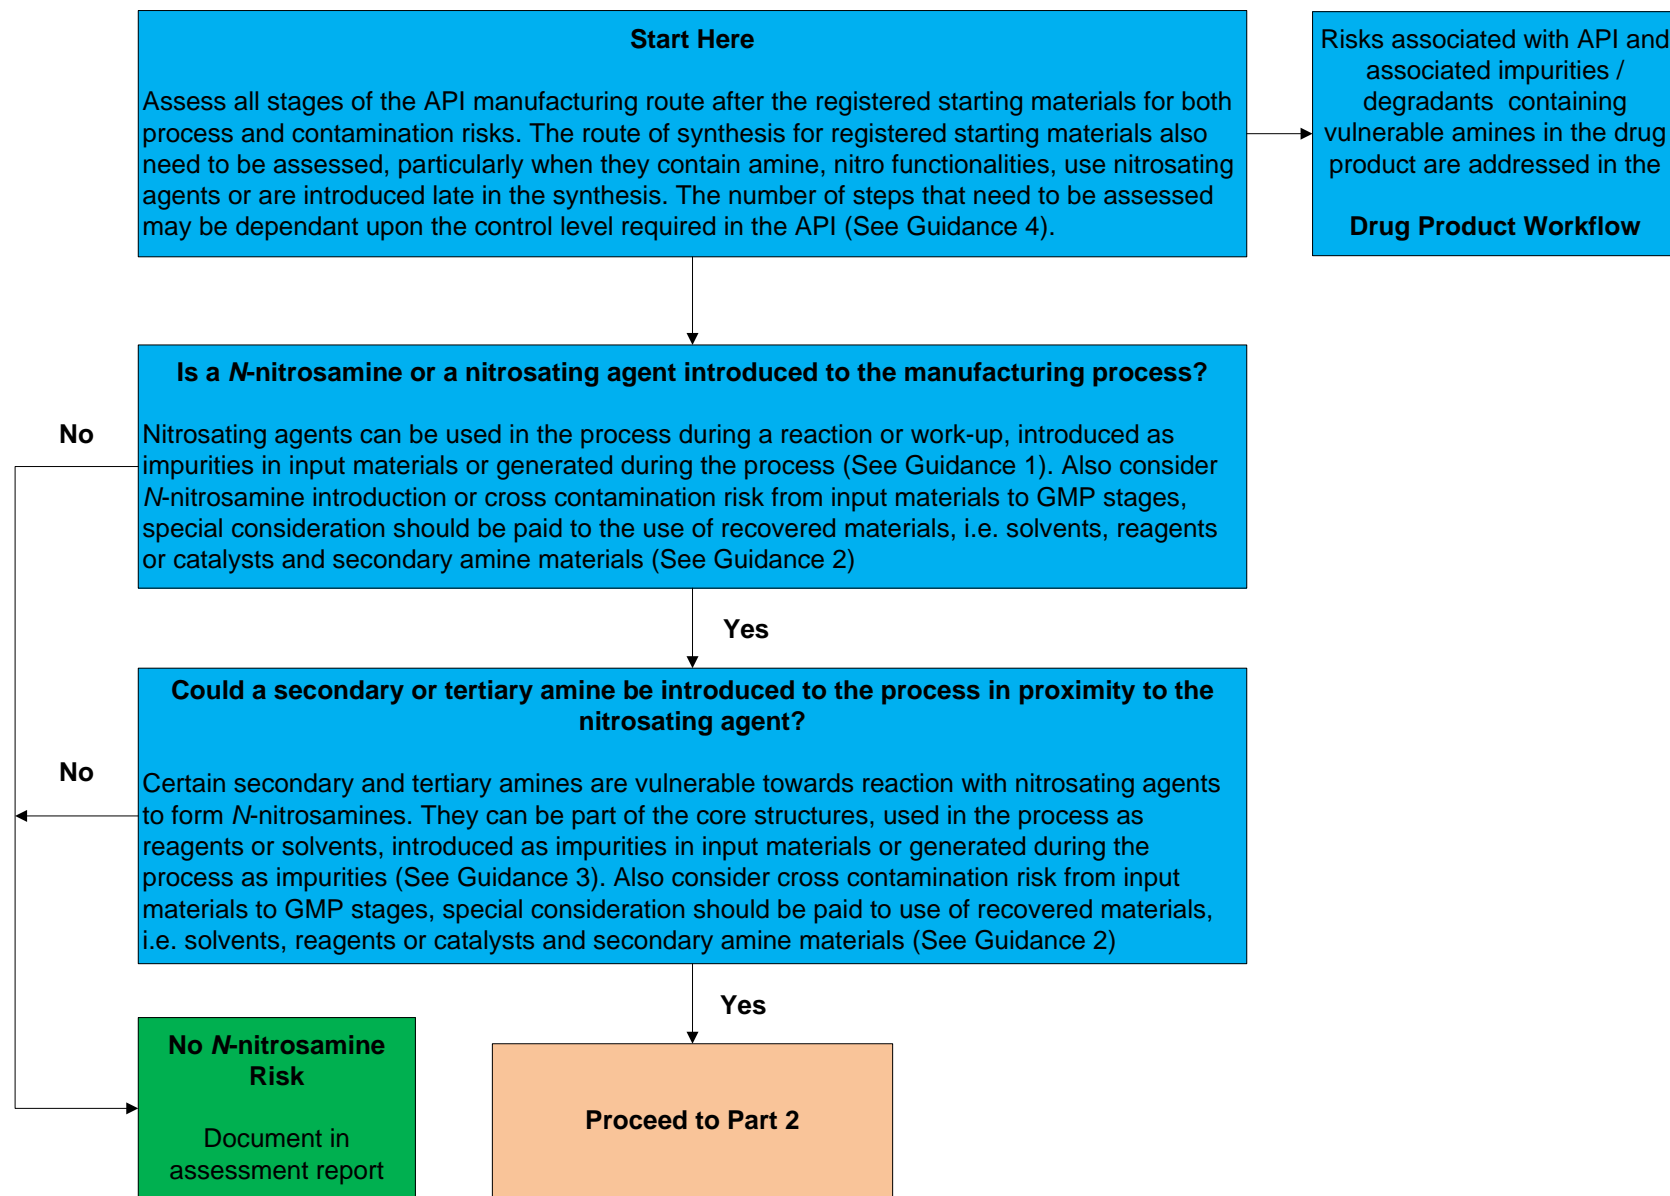 Start Here
Assess all stages of the API manufacturing route after the registered starting materials for both
process and contamination risks. The route of synthesis for registered starting materials also
need to be assessed, particularly when they contain amine, nitro functionalities, use nitrosating
agents or are introduced late in the synthesis. The number of steps that need to be assessed
may be dependant upon the control level required in the API (See Guidance 4).
Risks associated with API and
associated impurities /
degradants containing
vulnerable amines in the drug
product are addressed in the
Drug Product Workflow
Is a N-nitrosamine or a nitrosating agent introduced to the manufacturing process?
Nitrosating agents can be used in the process during a reaction or work-up, introduced as
impurities in input materials or generated during the process (See Guidance 1). Also consider
N-nitrosamine introduction or cross contamination risk from input materials to GMP stages,
special consideration should be paid to the use of recovered materials, i.e. solvents, reagents
or catalysts and secondary amine materials (See Guidance 2)
No
Yes
Could a secondary or tertiary amine be introduced to the process in proximity to the
nitrosating agent?
Certain secondary and tertiary amines are vulnerable towards reaction with nitrosating agents
to form N-nitrosamines. They can be part of the core structures, used in the process as
reagents or solvents, introduced as impurities in input materials or generated during the
process as impurities (See Guidance 3). Also consider cross contamination risk from input
materials to GMP stages, special consideration should be paid to use of recovered materials,
i.e. solvents, reagents or catalysts and secondary amine materials (See Guidance 2)
No
Yes
No N-nitrosamine
Risk
Document in
assessment report
Proceed to Part 2